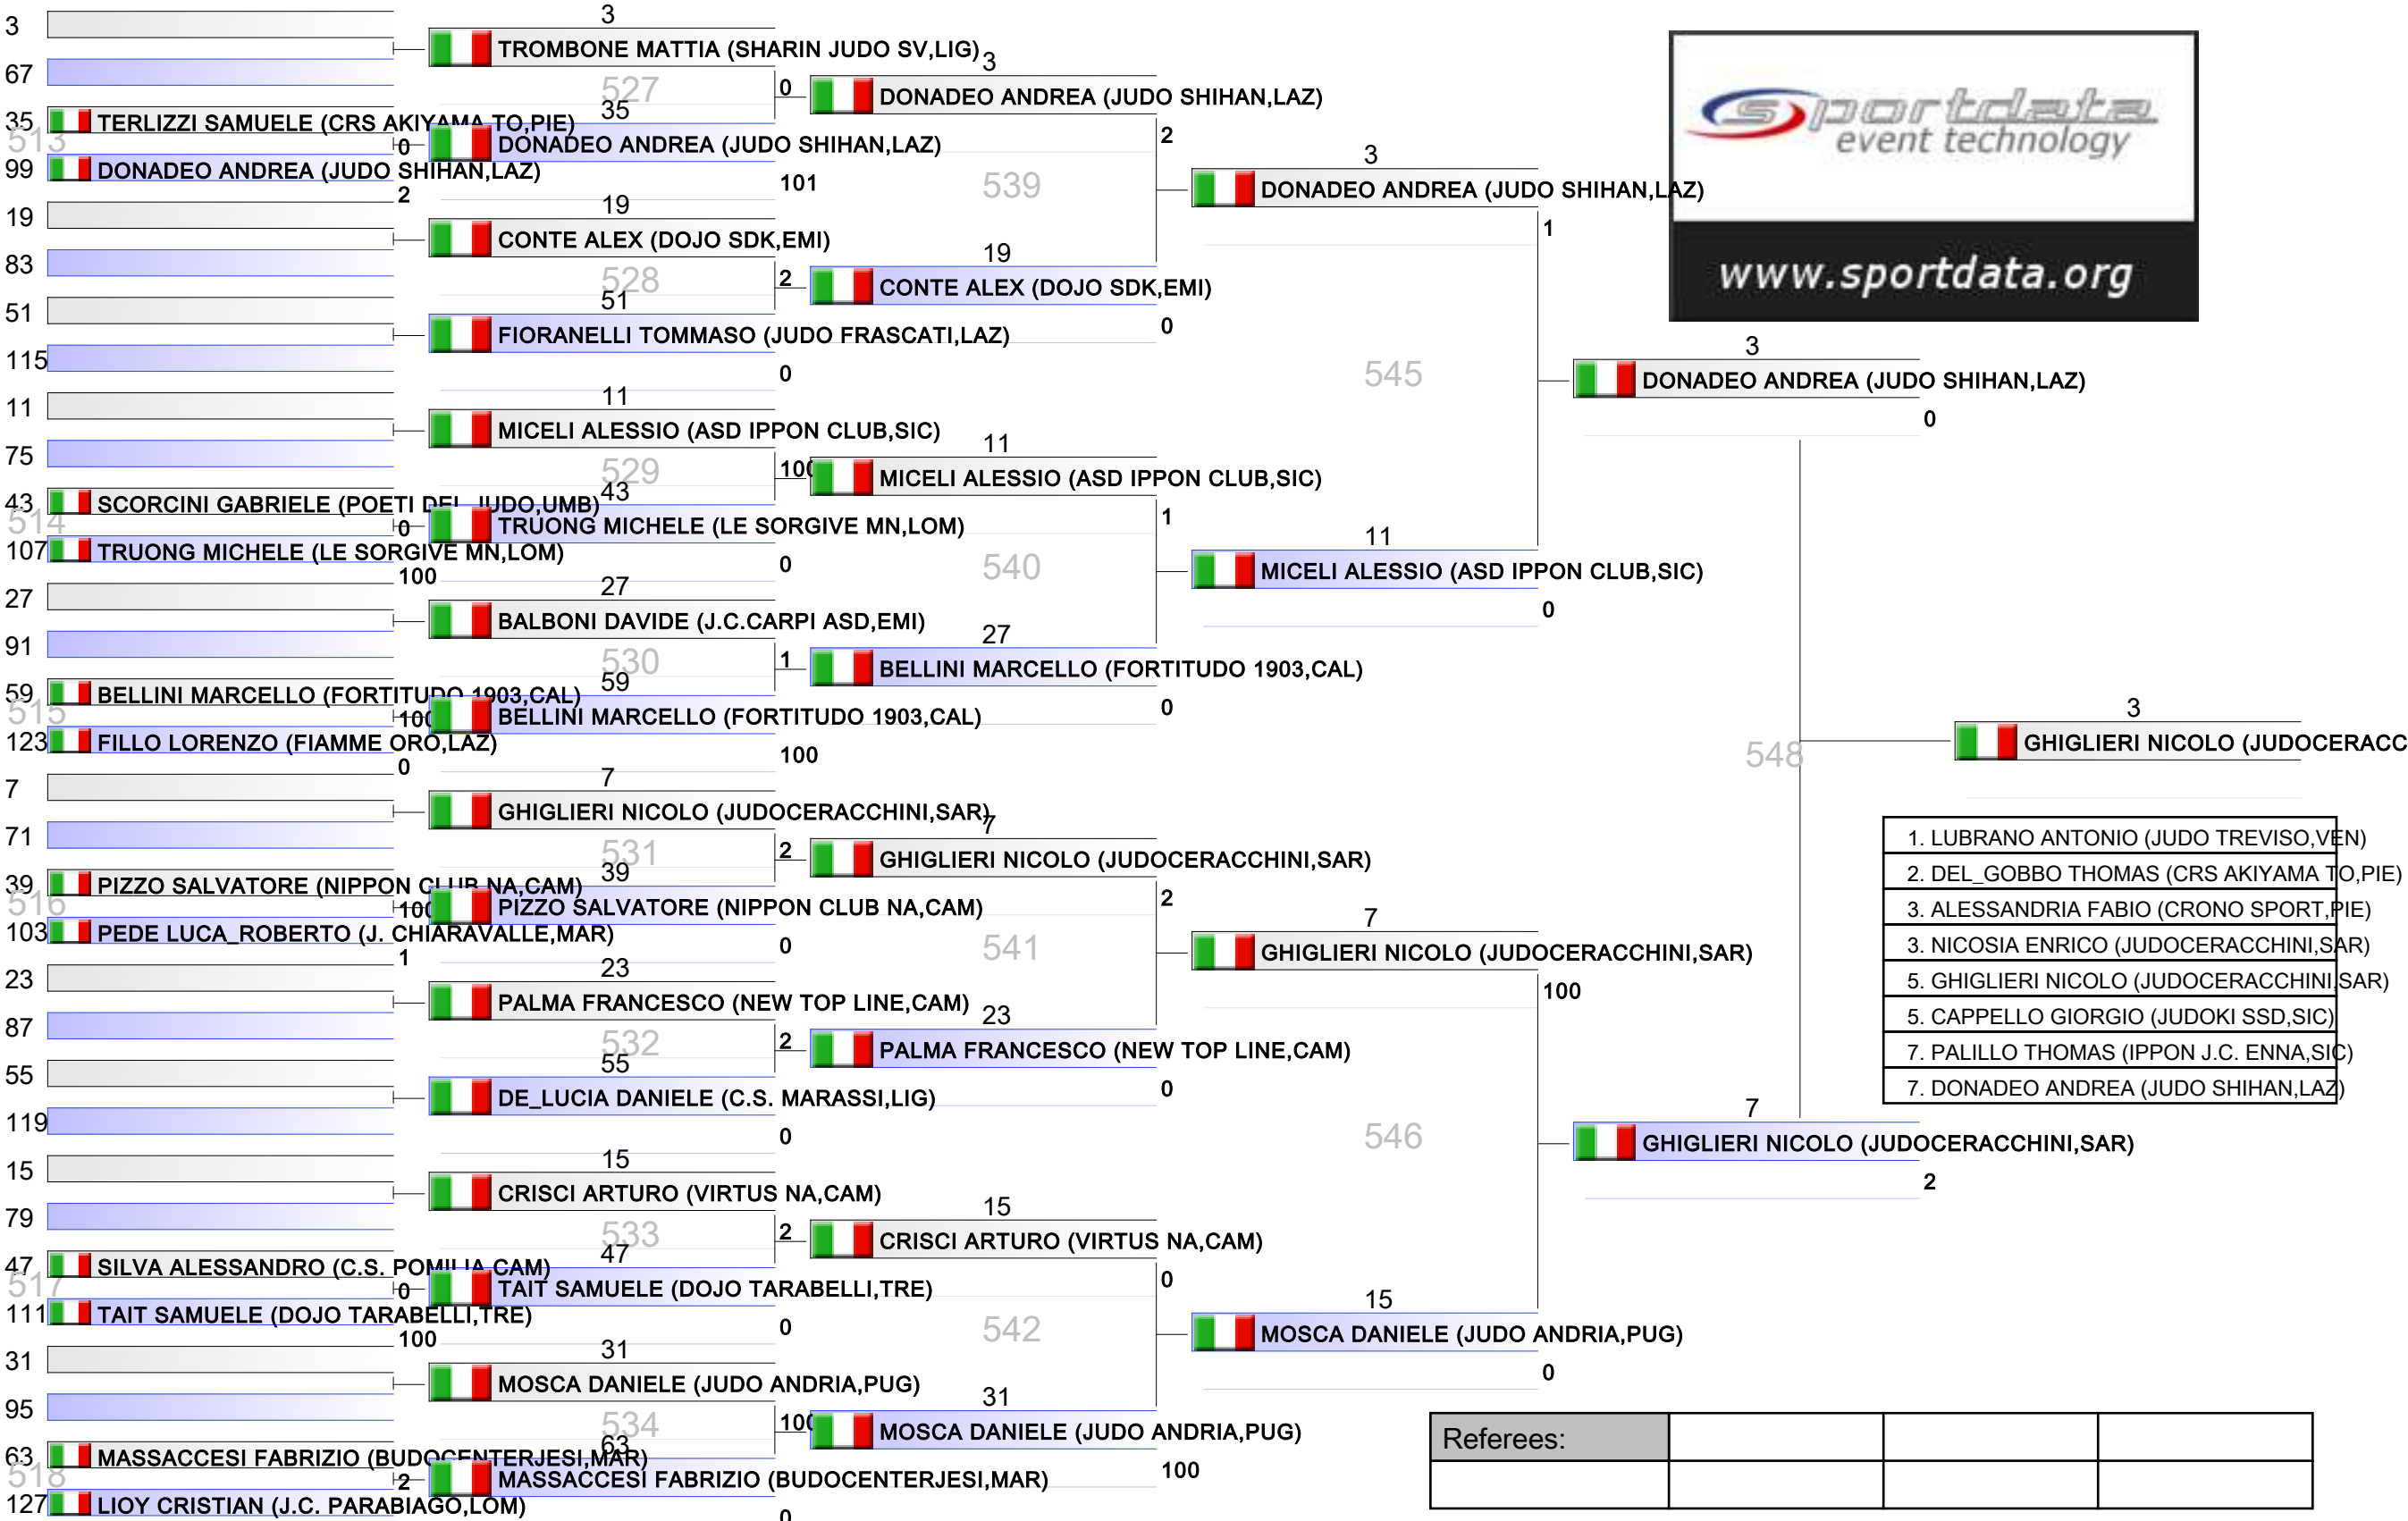 3
67
35 TERLIZZI SAMUELE (CRS AKIYAMA TO,PIE)
513
0
99 DONADEO ANDREA (JUDO SHIHAN,LAZ)
2
19
83
51
115
11
75
43 SCORCINI GABRIELE (POETI DEL JUDO,UMB)
514
0
107 TRUONG MICHELE (LE SORGIVE MN,LOM)
100
27
91
59 BELLINI MARCELLO (FORTITUDO 1903,CAL)
515
100
123 FILLO LORENZO (FIAMME ORO,LAZ)
0
7
71
39 PIZZO SALVATORE (NIPPON CLUB NA,CAM)
516
100
103 PEDE LUCA_ROBERTO (J. CHIARAVALLE,MAR)
1
23
87
55
119
15
79
47 SILVA ALESSANDRO (C.S. POMILIA,CAM)
517
0
111 TAIT SAMUELE (DOJO TARABELLI,TRE)
100
31
95
63 MASSACCESI FABRIZIO (BUDOCENTERJESI,MAR)
518
2
127 LIOY CRISTIAN (J.C. PARABIAGO,LOM)
3
TROMBONE MATTIA (SHARIN JUDO SV,LIG)
527
0
35
DONADEO ANDREA (JUDO SHIHAN,LAZ)
101
19
CONTE ALEX (DOJO SDK,EMI)
528
2
51
FIORANELLI TOMMASO (JUDO FRASCATI,LAZ)
0
11
MICELI ALESSIO (ASD IPPON CLUB,SIC)
529
100
43
TRUONG MICHELE (LE SORGIVE MN,LOM)
0
27
BALBONI DAVIDE (J.C.CARPI ASD,EMI)
530
1
59
BELLINI MARCELLO (FORTITUDO 1903,CAL)
100
7
GHIGLIERI NICOLO (JUDOCERACCHINI,SAR)
531
2
39
PIZZO SALVATORE (NIPPON CLUB NA,CAM)
0
23
PALMA FRANCESCO (NEW TOP LINE,CAM)
532
2
55
DE_LUCIA DANIELE (C.S. MARASSI,LIG)
0
15
CRISCI ARTURO (VIRTUS NA,CAM)
533
2
47
TAIT SAMUELE (DOJO TARABELLI,TRE)
0
31
MOSCA DANIELE (JUDO ANDRIA,PUG)
534
100
63
MASSACCESI FABRIZIO (BUDOCENTERJESI,MAR)
0
3
DONADEO ANDREA (JUDO SHIHAN,LAZ)
2
539
19
CONTE ALEX (DOJO SDK,EMI)
0
11
MICELI ALESSIO (ASD IPPON CLUB,SIC)
1
540
27
BELLINI MARCELLO (FORTITUDO 1903,CAL)
0
7
GHIGLIERI NICOLO (JUDOCERACCHINI,SAR)
2
541
23
PALMA FRANCESCO (NEW TOP LINE,CAM)
0
15
CRISCI ARTURO (VIRTUS NA,CAM)
0
542
31
MOSCA DANIELE (JUDO ANDRIA,PUG)
100
3
DONADEO ANDREA (JUDO SHIHAN,LAZ)
1
545
11
MICELI ALESSIO (ASD IPPON CLUB,SIC)
0
7
GHIGLIERI NICOLO (JUDOCERACCHINI,SAR)
100
546
15
MOSCA DANIELE (JUDO ANDRIA,PUG)
0
sportdata
event technology
www.sportdata.org
3
DONADEO ANDREA (JUDO SHIHAN,LAZ)
0
548
7
GHIGLIERI NICOLO (JUDOCERACCHINI,SAR)
2
3
GHIGLIERI NICOLO (JUDOCERACC
1. LUBRANO ANTONIO (JUDO TREVISO,VEN)
2. DEL_GOBBO THOMAS (CRS AKIYAMA TO,PIE)
3. ALESSANDRIA FABIO (CRONO SPORT,PIE)
3. NICOSIA ENRICO (JUDOCERACCHINI,SAR)
5. GHIGLIERI NICOLO (JUDOCERACCHINI,SAR)
5. CAPPELLO GIORGIO (JUDOKI SSD,SIC)
7. PALILLO THOMAS (IPPON J.C. ENNA,SIC)
7. DONADEO ANDREA (JUDO SHIHAN,LAZ)
Referees: